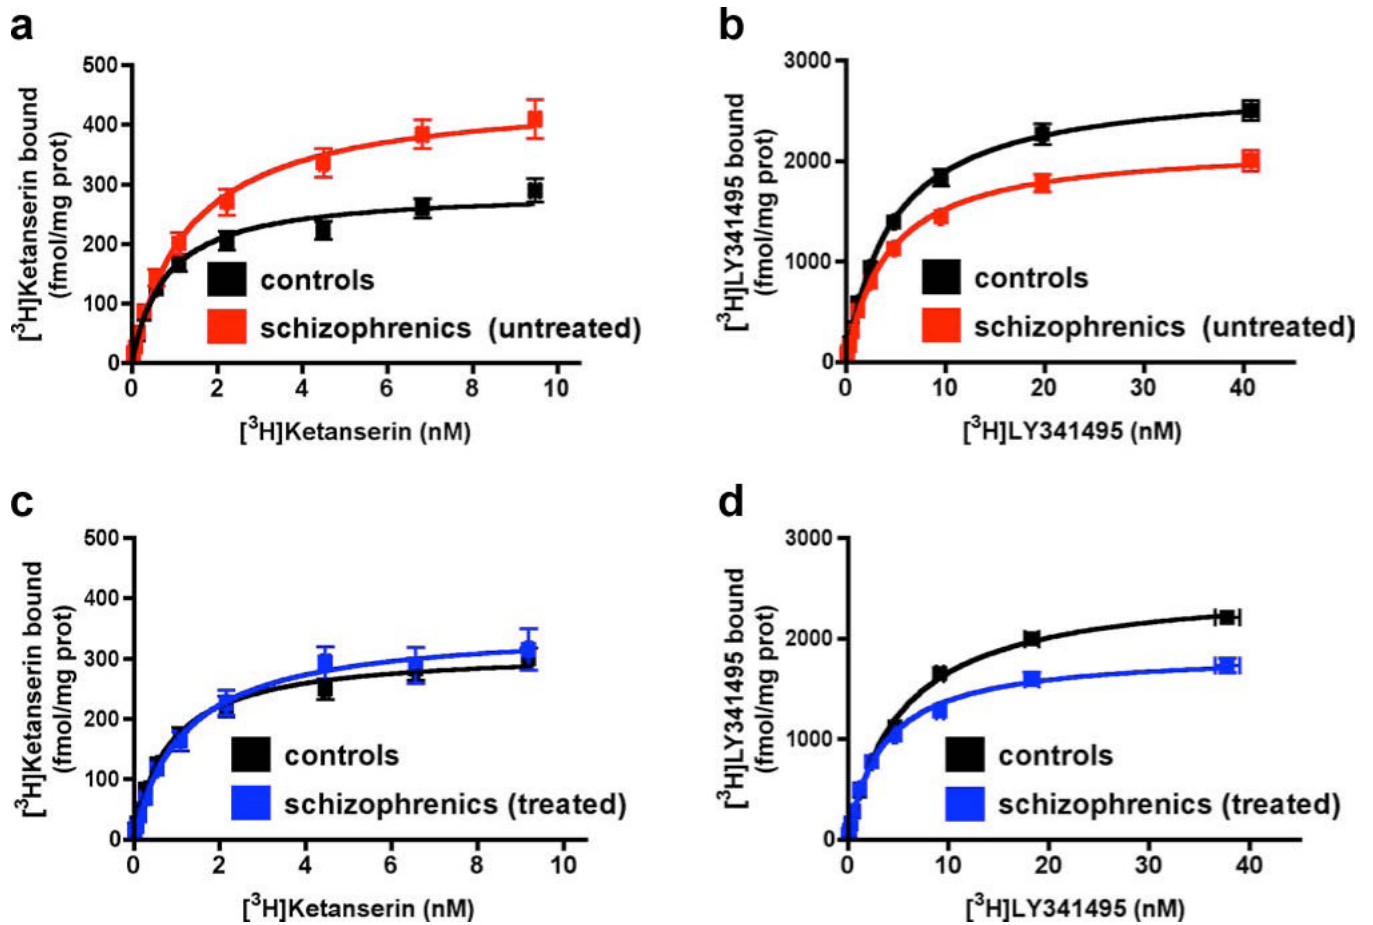 a
500
400
300
200
100
0
[³H]Ketanserin bound
(fmol/mg prot)
controls
schizophrenics (untreated)
0 2 4 6 8 10
[³H]Ketanserin (nM)
b
3000
2000
1000
0
[³H]LY341495 bound
(fmol/mg prot)
controls
schizophrenics (untreated)
0 10 20 30 40
[³H]LY341495 (nM)
c
500
400
300
200
100
0
[³H]Ketanserin bound
(fmol/mg prot)
controls
schizophrenics (treated)
0 2 4 6 8 10
[³H]Ketanserin (nM)
d
3000
2000
1000
0
[³H]LY341495 bound
(fmol/mg prot)
controls
schizophrenics (treated)
0 10 20 30 40
[³H]LY341495 (nM)